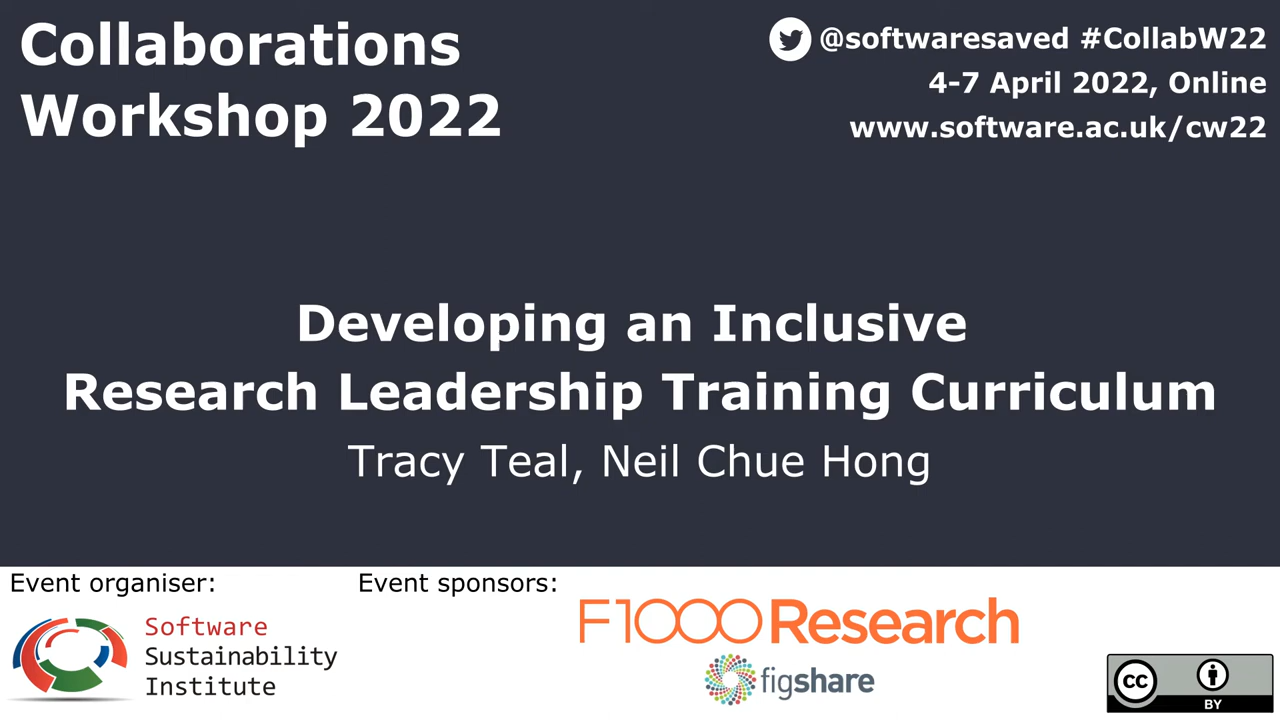 Collaborations
Workshop 2022
@softwaresaved #CollabW22
4-7 April 2022, Online
www.software.ac.uk/cw22
Developing an Inclusive
Research Leadership Training Curriculum
Tracy Teal, Neil Chue Hong
Event organiser:
Software
Sustainability
Institute
Event sponsors:
F1000Research
figshare
cc
BY